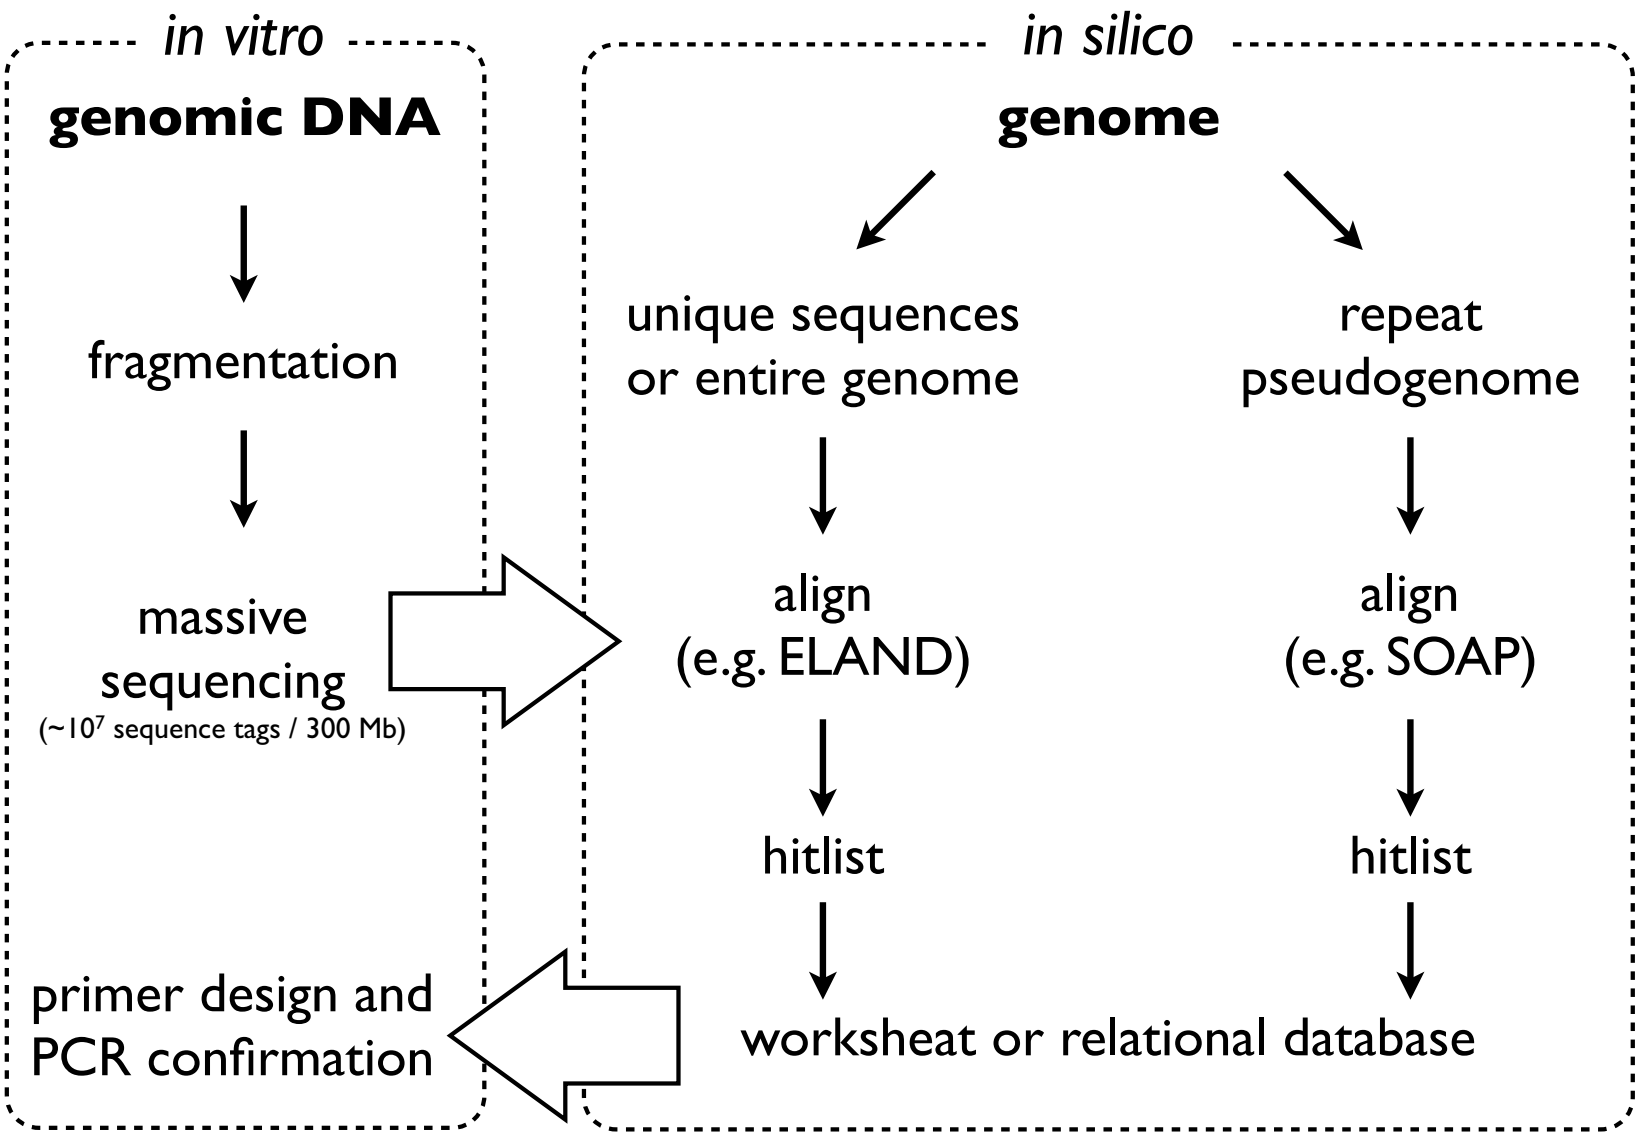 in vitro
genomic DNA
fragmentation
massive
sequencing
(~10⁷ sequence tags / 300 Mb)
primer design and
PCR confirmation
in silico
genome
unique sequences
or entire genome
align
(e.g. ELAND)
hitlist
repeat
pseudogenome
align
(e.g. SOAP)
hitlist
worksheat or relational database